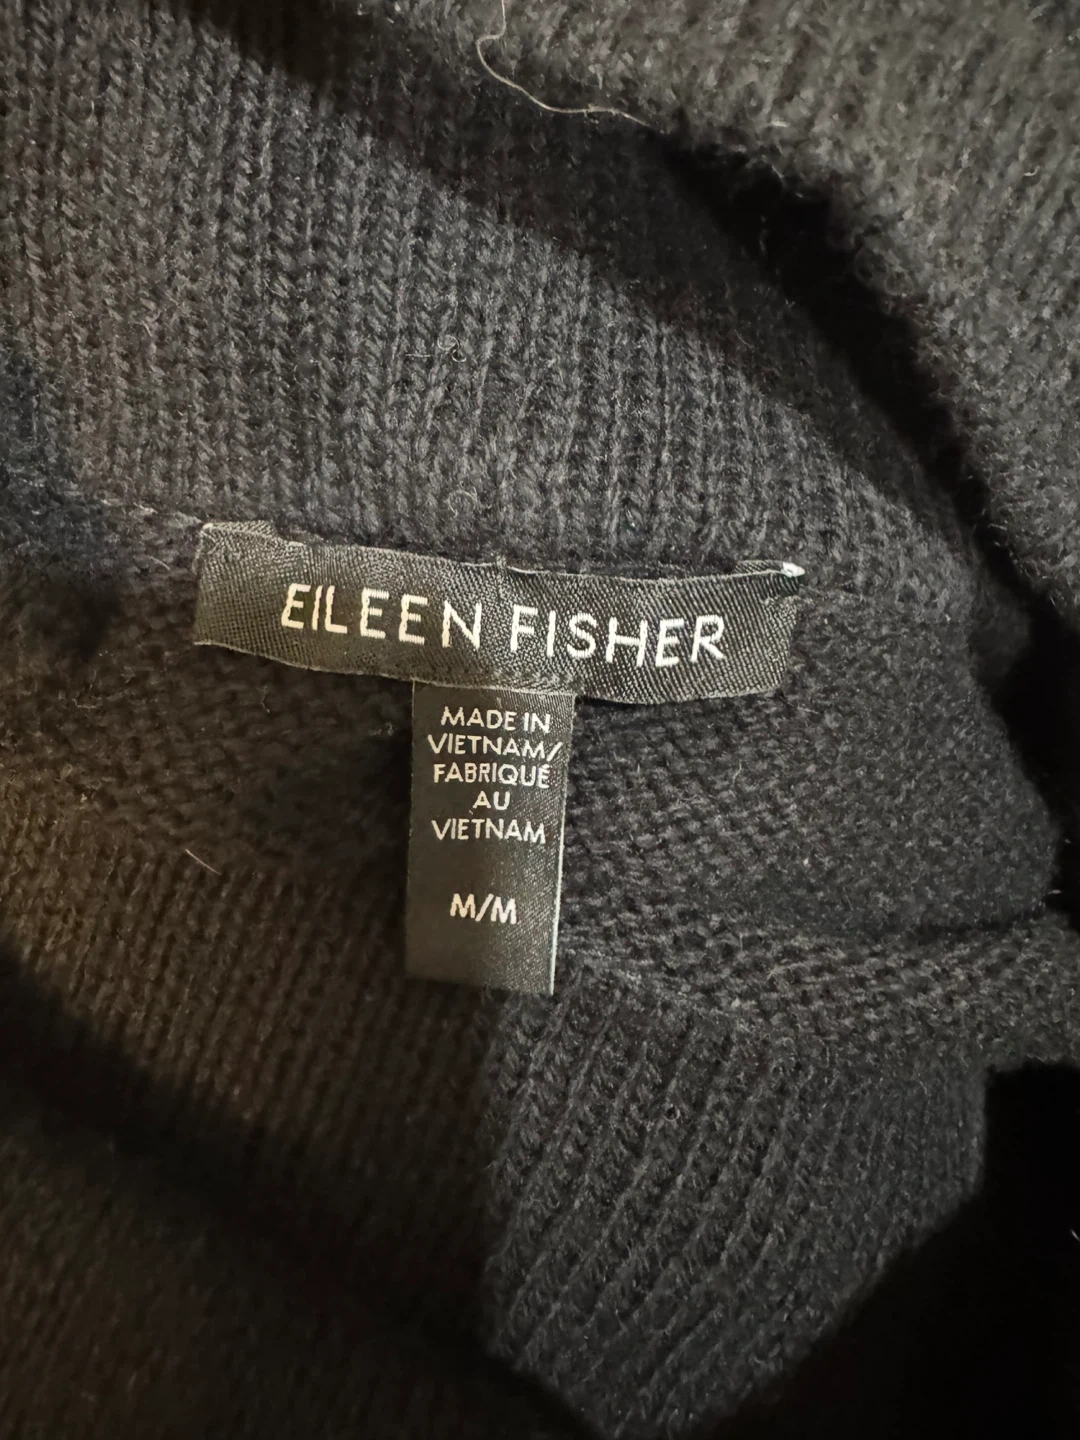 EILEEN FISHER
MADE IN
VIETNAM/
FABRIQUÉ
AU
VIETNAM
M/M